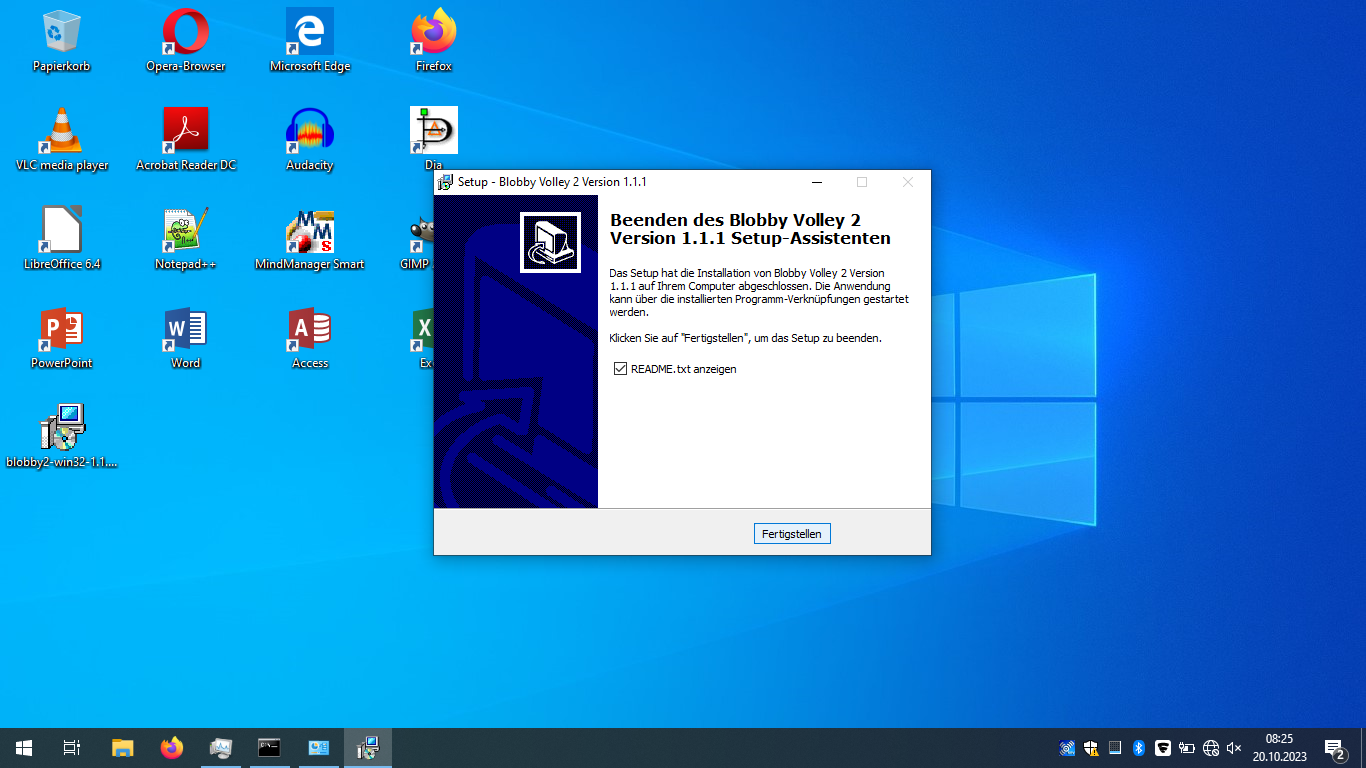 Papierkorb
Opera-Browser
Microsoft Edge
Firefox
VLC media player
Acrobat Reader DC
Audacity
Dia
LibreOffice 6.4
Notepad++
MindManager Smart
GIMP
PowerPoint
Word
Access
Ex
blobby2-win32-1.1....
Setup - Blobby Volley 2 Version 1.1.1
Beenden des Blobby Volley 2
Version 1.1.1 Setup-Assistenten
Das Setup hat die Installation von Blobby Volley 2 Version
1.1.1 auf Ihrem Computer abgeschlossen. Die Anwendung
kann über die installierten Programm-Verknüpfungen gestartet
werden.
Klicken Sie auf "Fertigstellen", um das Setup zu beenden.
README.txt anzeigen
Fertigstellen
08:25
20.10.2023
2